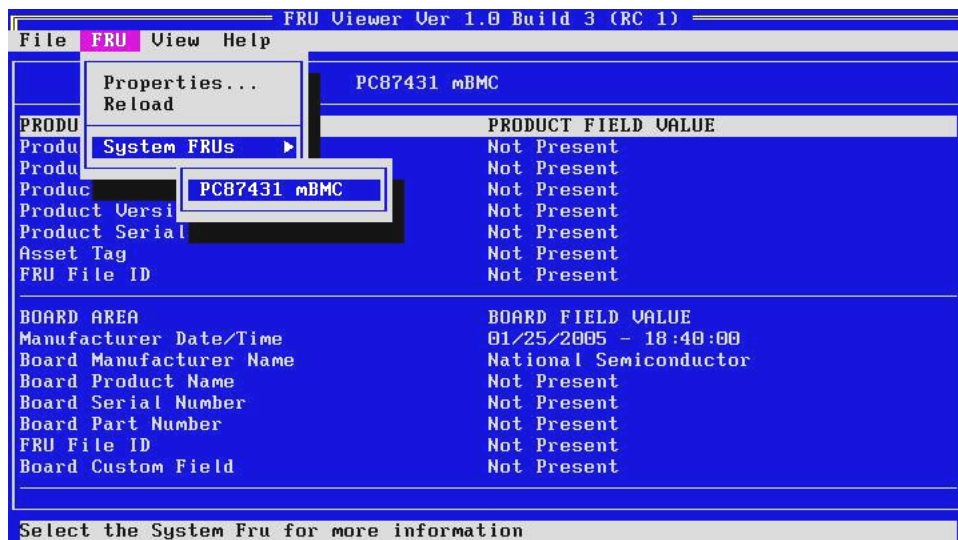 FRU Viewer Ver 1.0 Build 3 (RC 1)
File FRU View Help
Properties...
Reload
System FRUs ▶
PC87431 mBMC
PC87431 mBMC
PRODU PRODUCT FIELD VALUE
Produ Not Present
Produ Not Present
Produc Not Present
Product Versi Not Present
Product Serial Not Present
Asset Tag Not Present
FRU File ID Not Present
BOARD AREA BOARD FIELD VALUE
Manufacturer Date/Time 01/25/2005 - 18:40:00
Board Manufacturer Name National Semiconductor
Board Product Name Not Present
Board Serial Number Not Present
Board Part Number Not Present
FRU File ID Not Present
Board Custom Field Not Present
Select the System Fru for more information